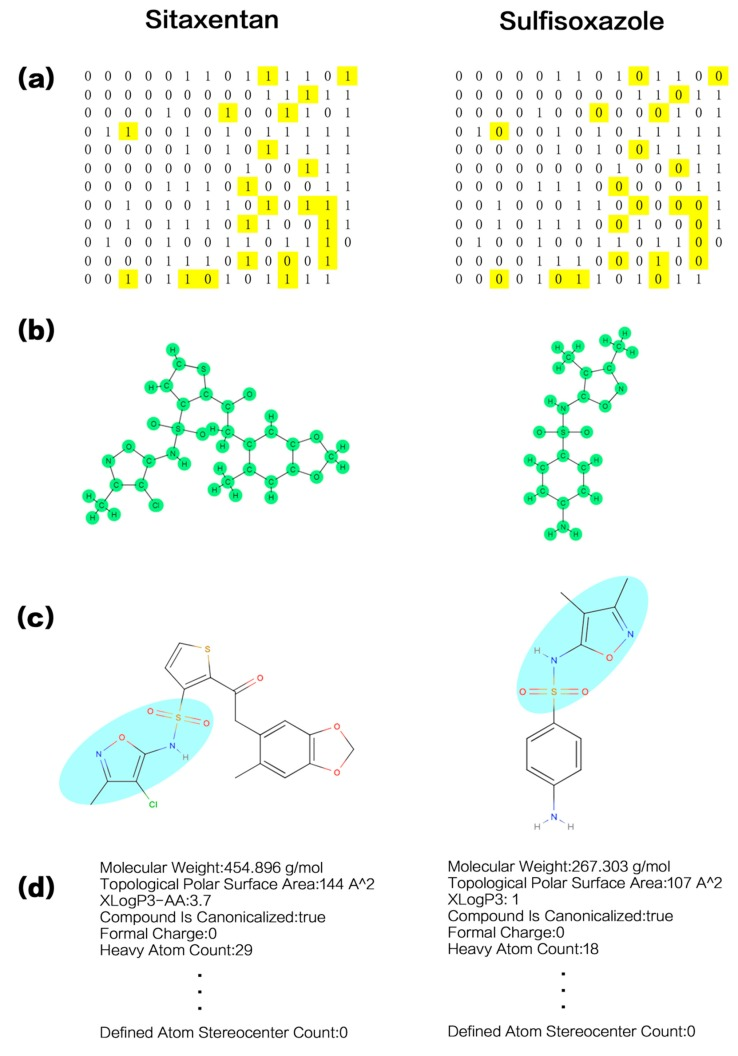 Sitaxentan
Sulfisoxazole
(a)
0 0 0 0 0 1 1 0 1 1 1 1 0 1
0 0 0 0 0 0 0 0 0 1 1 1 1 1
0 0 0 0 1 0 0 1 0 0 1 1 0 1
0 1 1 0 0 1 0 1 0 1 1 1 1 1
0 0 0 0 0 1 0 0 0 1 1 1 1 1
0 0 0 0 0 0 0 1 0 0 0 1 1 1
0 0 0 0 1 1 1 0 1 0 0 0 1 1
0 0 1 0 0 0 1 1 0 1 0 1 1 1
0 0 0 0 1 1 1 1 1 1 0 0 1 1
0 1 0 0 0 0 1 1 0 1 1 1 1 0
0 0 0 0 1 1 1 0 1 0 0 0 1 1
0 0 1 0 1 1 0 1 0 1 1 1 1
0 0 0 0 0 1 1 0 1 0 1 1 0 0
0 0 0 0 0 0 0 0 0 1 1 0 1 1
0 0 0 0 1 0 0 0 0 0 0 1 0 1
0 1 0 0 0 1 0 1 0 1 1 1 1 1
0 0 0 0 0 1 0 0 0 0 1 1 1 1
0 0 0 0 0 0 0 1 0 0 0 0 1 1
0 0 0 0 1 1 1 0 0 0 0 0 1 1
0 0 1 0 0 0 1 1 0 0 0 0 0 1
0 0 0 0 1 1 1 1 0 1 0 0 0 1
0 1 0 0 0 0 1 1 0 1 1 1 0 0
0 0 0 0 1 1 1 0 0 0 1 0 0 1
0 0 0 0 0 1 1 1 0 1 0 1 1
(b)
(c)
S
O
O S O
N
H
O
N
Cl
O
O
H N
N
O
O S O
N
H H
(d)
Molecular Weight:454.896 g/mol
Topological Polar Surface Area:144 A^2
XLogP3-AA:3.7
Compound Is Canonicalized:true
Formal Charge:0
Heavy Atom Count:29
Defined Atom Stereocenter Count:0
Molecular Weight:267.303 g/mol
Topological Polar Surface Area:107 A^2
XLogP3: 1
Compound Is Canonicalized:true
Formal Charge:0
Heavy Atom Count:18
Defined Atom Stereocenter Count:0